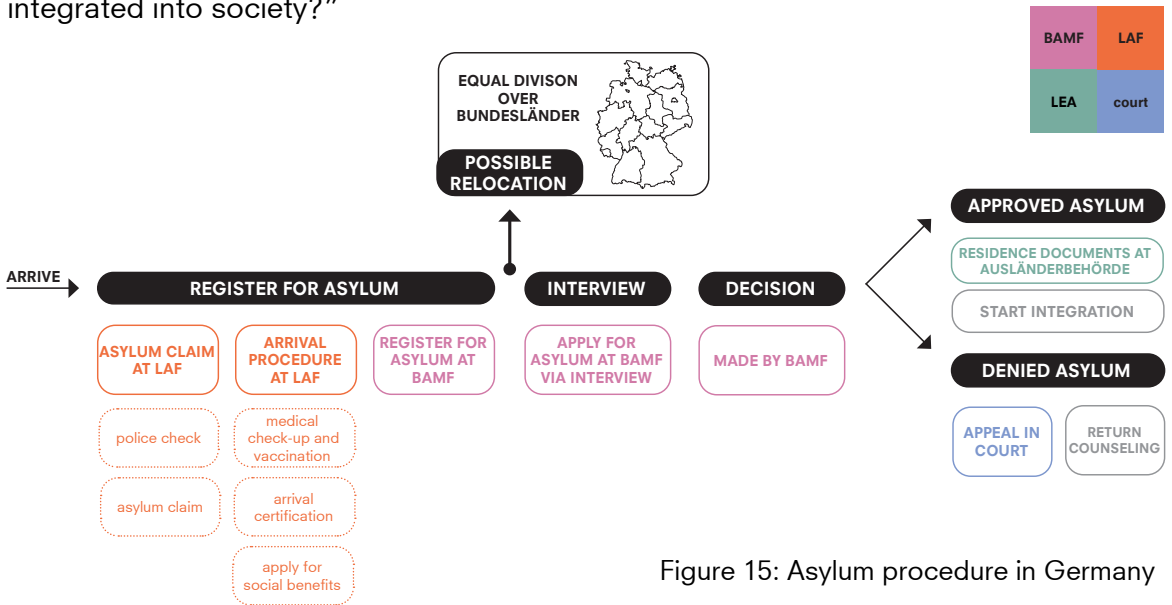 integrated into society?”
BAMF
LAF
LEA
court
EQUAL DIVISON
OVER
BUNDESLÄNDER
POSSIBLE
RELOCATION
ARRIVE
REGISTER FOR ASYLUM
INTERVIEW
DECISION
ASYLUM CLAIM
AT LAF
ARRIVAL
PROCEDURE
AT LAF
REGISTER FOR
ASYLUM AT
BAMF
APPLY FOR
ASYLUM AT BAMF
VIA INTERVIEW
MADE BY BAMF
police check
asylum claim
medical
check-up and
vaccination
arrival
certification
apply for
social benefits
APPROVED ASYLUM
RESIDENCE DOCUMENTS AT
AUSLÄNDERBEHÖRDE
START INTEGRATION
DENIED ASYLUM
APPEAL IN
COURT
RETURN
COUNSELING
Figure 15: Asylum procedure in Germany